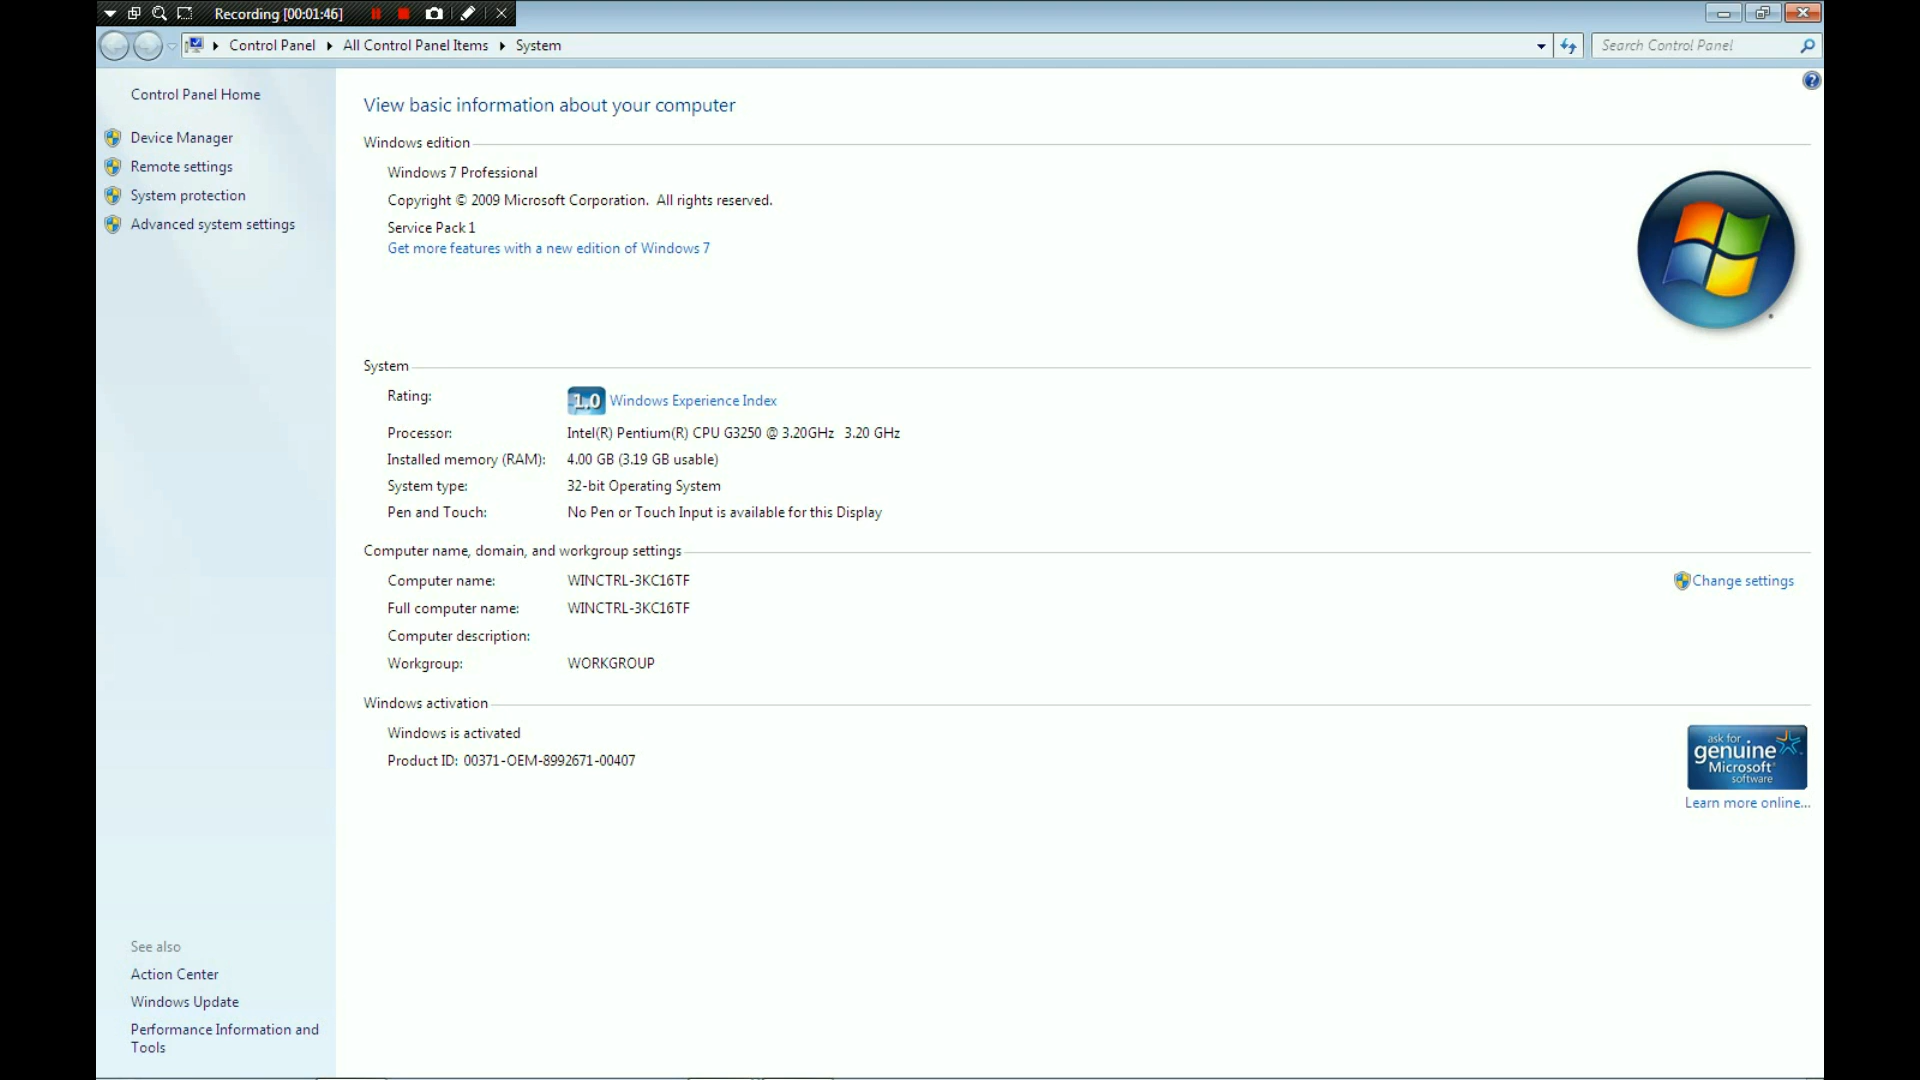 Recording [00:01:46]
Control Panel All Control Panel Items System
Search Control Panel
Control Panel Home
Device Manager
Remote settings
System protection
Advanced system settings
See also
Action Center
Windows Update
Performance Information and
Tools
View basic information about your computer
Windows edition
Windows 7 Professional
Copyright © 2009 Microsoft Corporation. All rights reserved.
Service Pack 1
Get more features with a new edition of Windows 7
System
Rating: 1.0 Windows Experience Index
Processor: Intel(R) Pentium(R) CPU G3250 @ 3.20GHz 3.20 GHz
Installed memory (RAM): 4.00 GB (3.19 GB usable)
System type: 32-bit Operating System
Pen and Touch: No Pen or Touch Input is available for this Display
Computer name, domain, and workgroup settings
Computer name: WINCTRL-3KC16TF Change settings
Full computer name: WINCTRL-3KC16TF
Computer description:
Workgroup: WORKGROUP
Windows activation
Windows is activated
Product ID: 00371-OEM-8992671-00407
ask for
genuine
Microsoft
software
Learn more online...